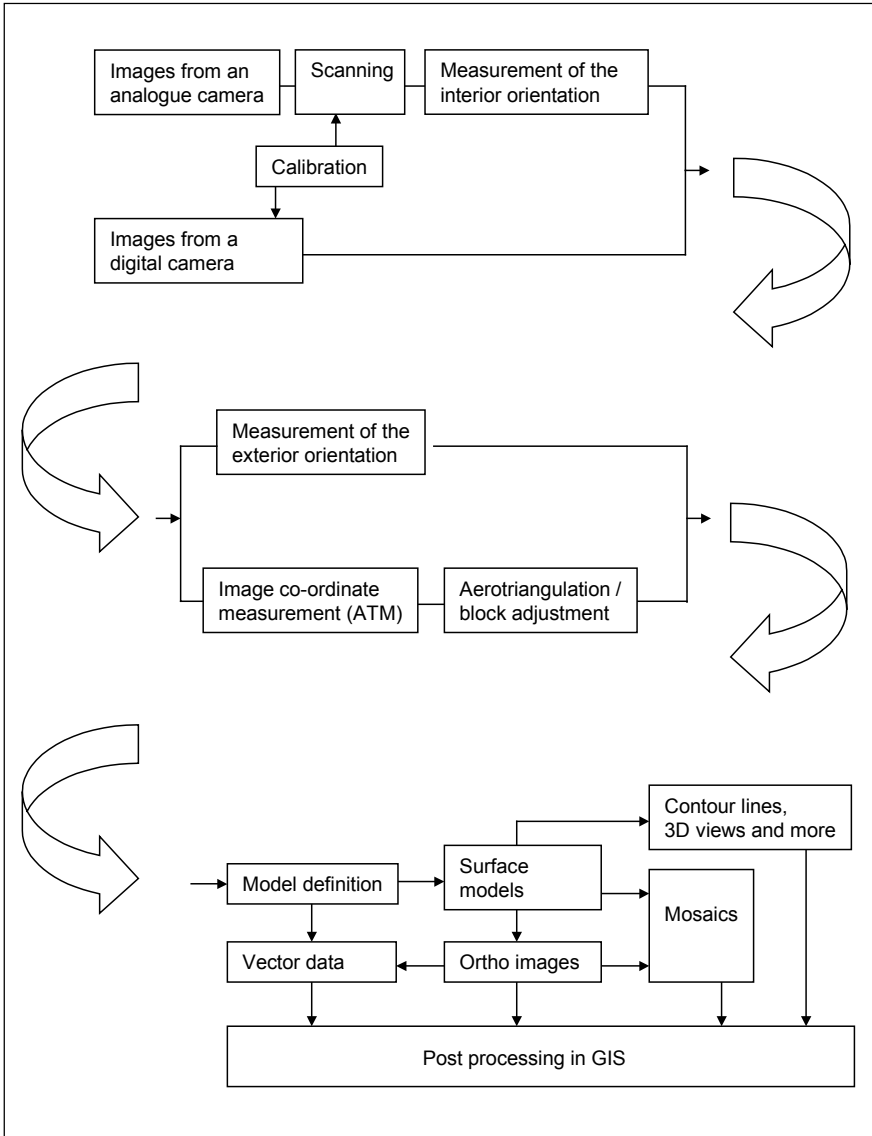 Images from an
analogue camera
Scanning
Measurement of the
interior orientation
Calibration
Images from a
digital camera
Measurement of the
exterior orientation
Image co-ordinate
measurement (ATM)
Aerotriangulation /
block adjustment
Contour lines,
3D views and more
Model definition
Surface
models
Mosaics
Vector data
Ortho images
Post processing in GIS